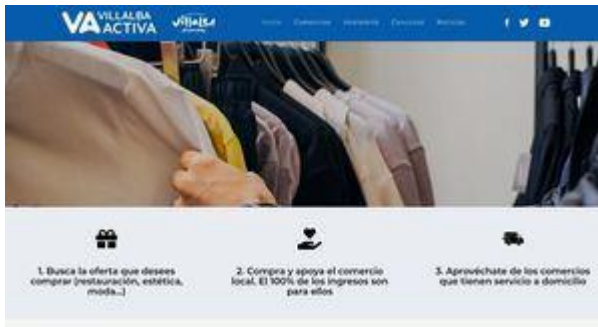 VA VILLALBA ACTIVA
Villalba
Inicio Comercios Noticias
1. Busca la oferta que desees
comprar (restauración, estética,
moda...)
2. Compra y apoya el comercio
local. El 100% de los ingresos son
para ellos
3. Aprovéchate de los comercios
que tienen servicio a domicilio